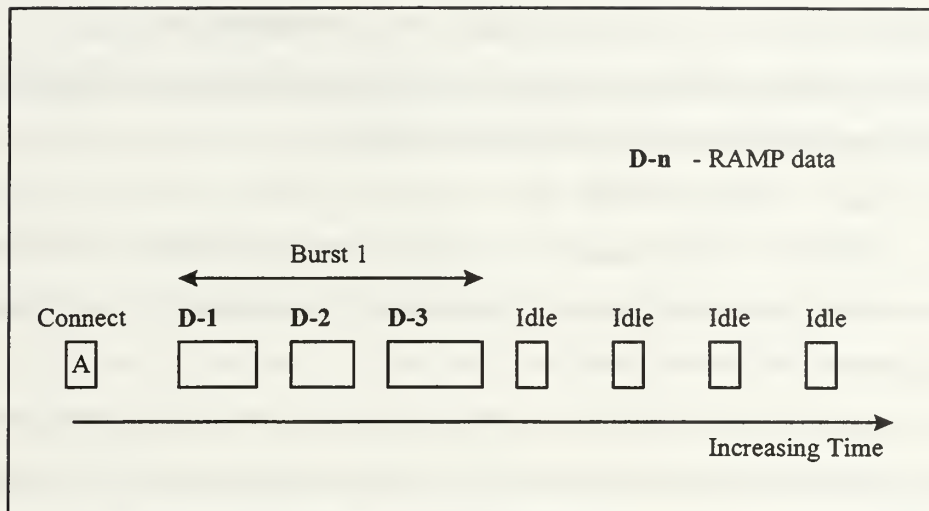 D-n - RAMP data
Burst 1
Connect D-1 D-2 D-3 Idle Idle Idle Idle
A
Increasing Time